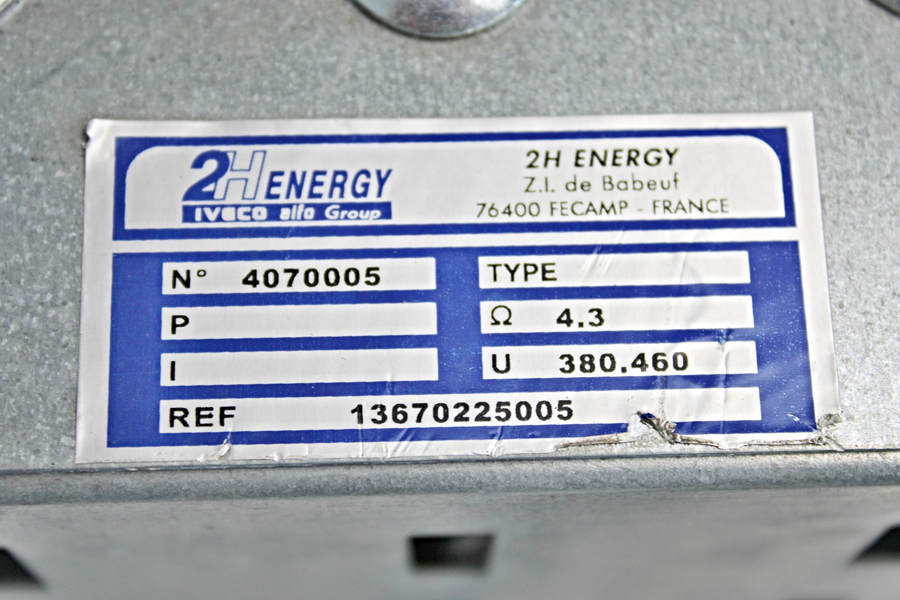 2H ENERGY
IVECO aifo Group
2H ENERGY
Z.I. de Babeuf
76400 FECAMP - FRANCE
N° 4070005
TYPE
P
Ω 4.3
I
U 380.460
REF 13670225005